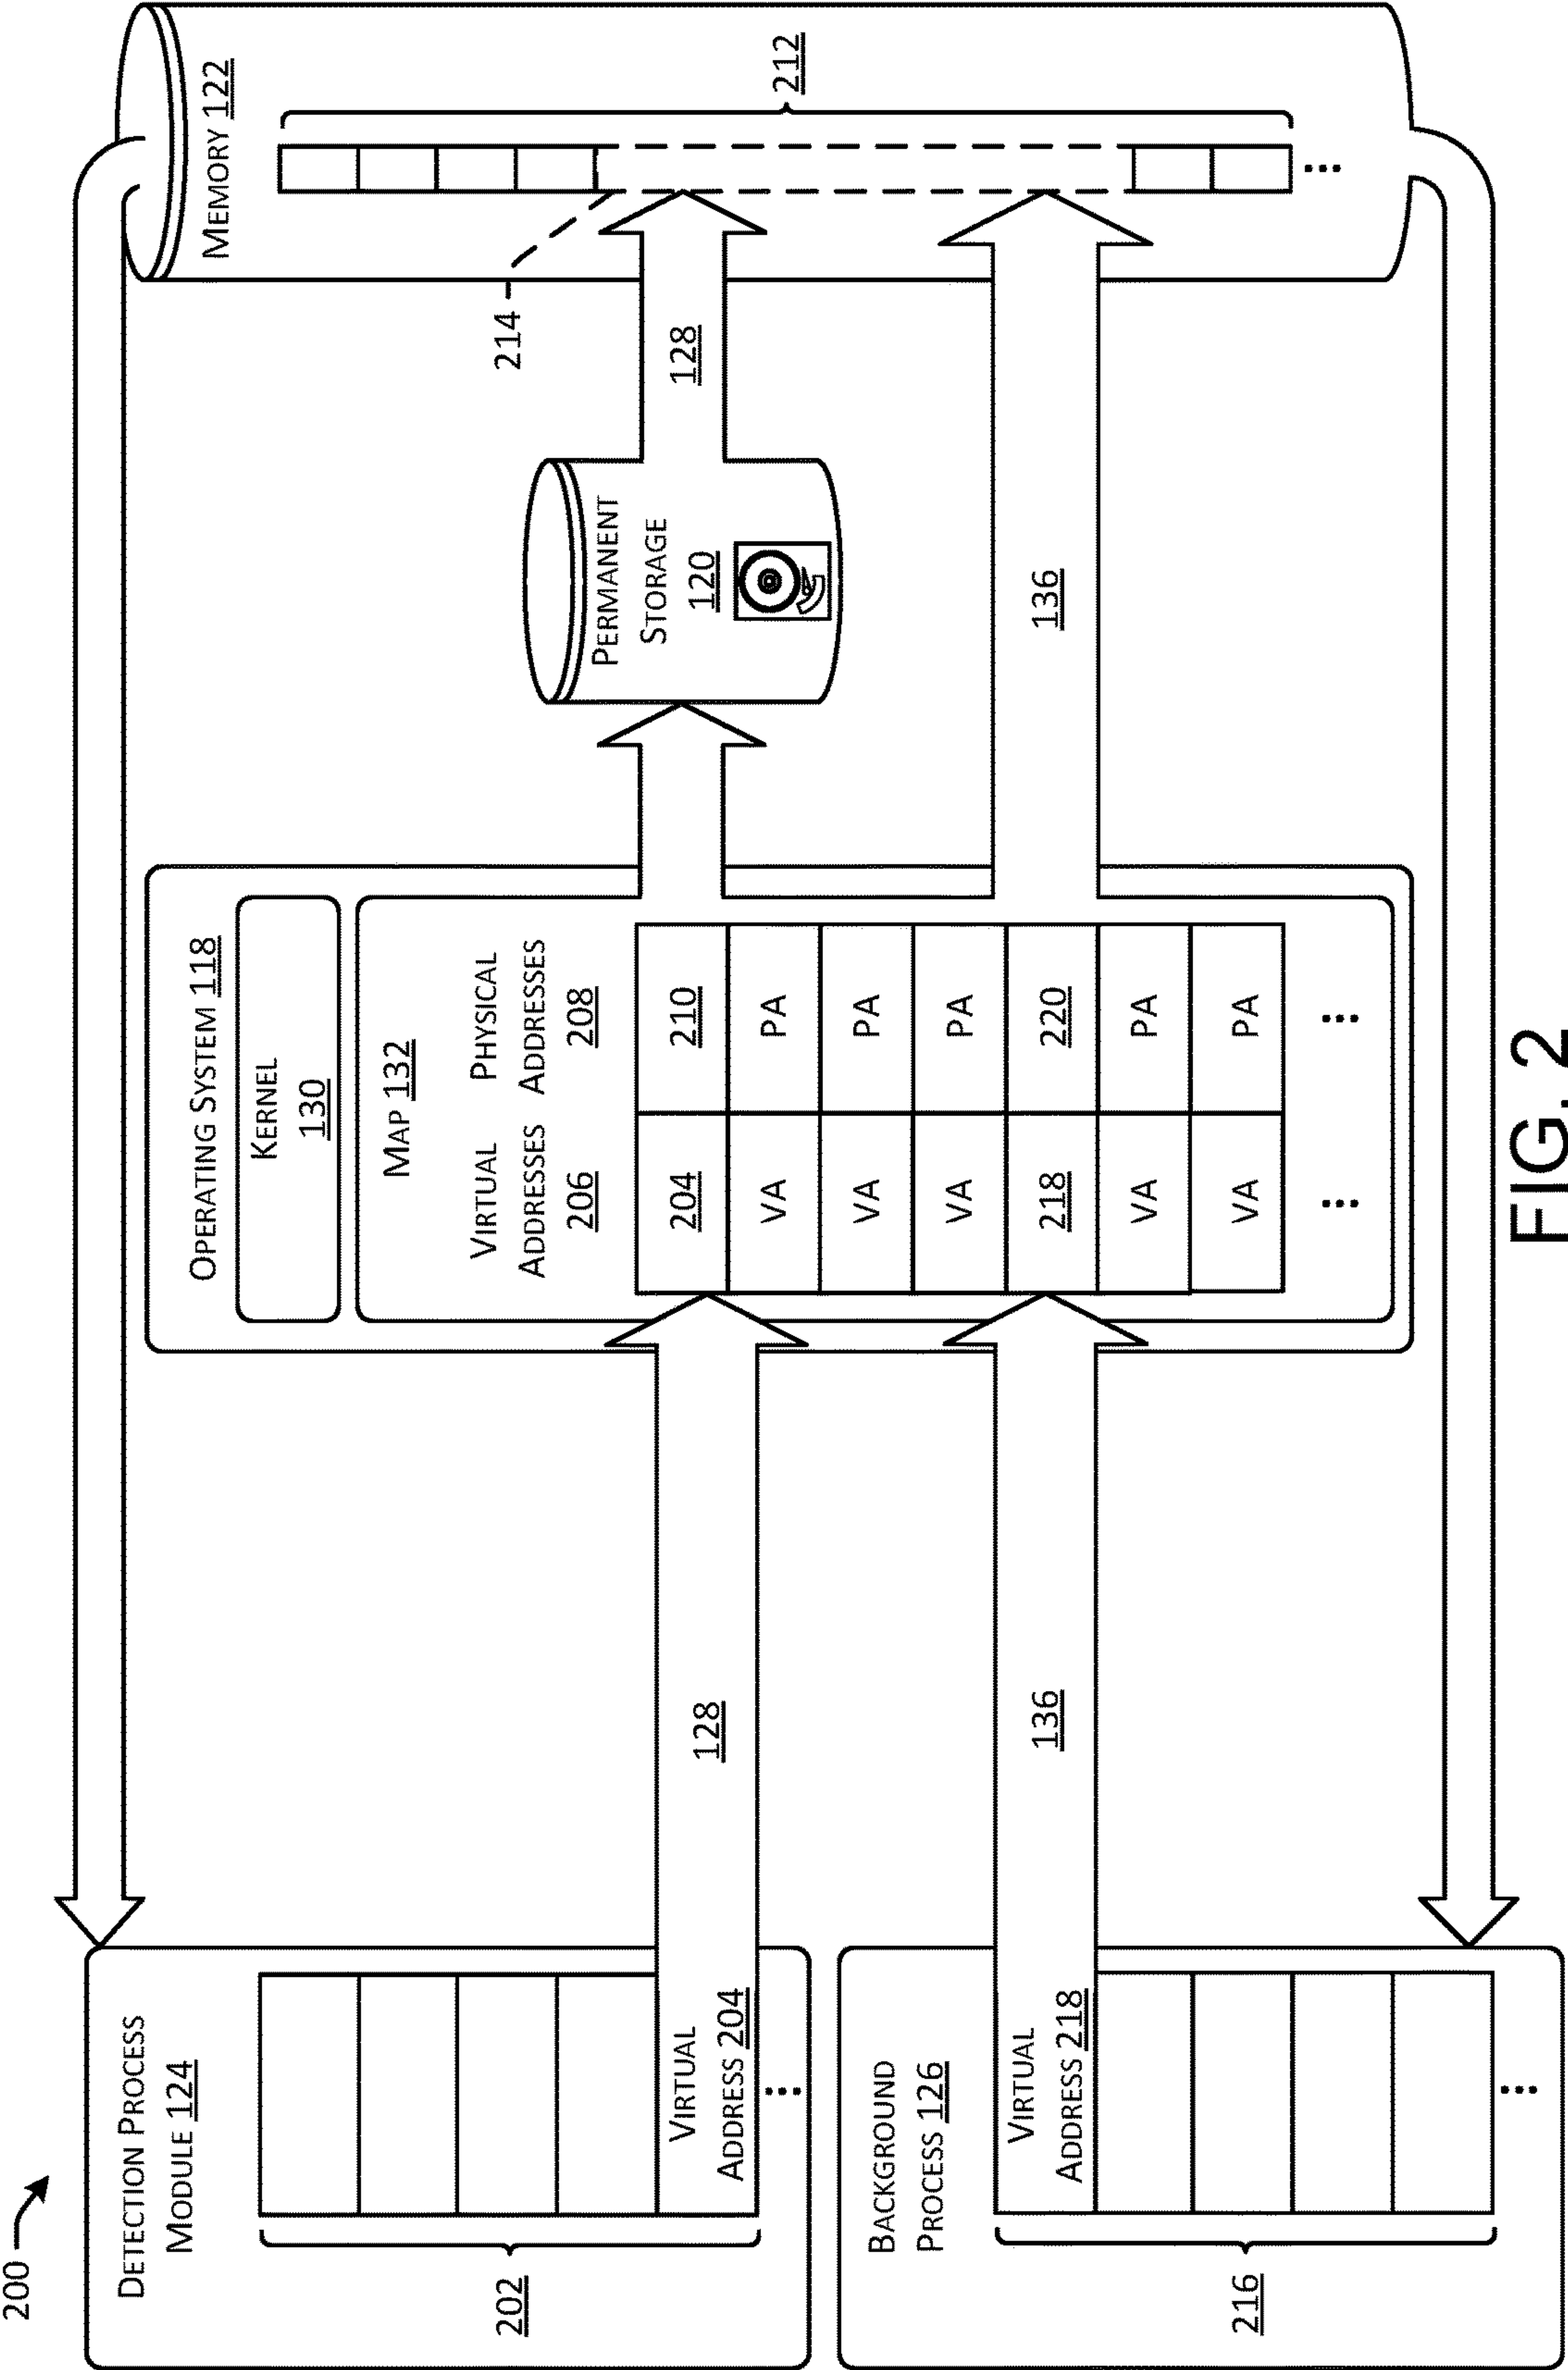 200
DETECTION PROCESS
MODULE 124
202
VIRTUAL
ADDRESS 204
...
128
BACKGROUND
PROCESS 126
216
VIRTUAL
ADDRESS 218
...
136
OPERATING SYSTEM 118
KERNEL
130
MAP 132
VIRTUAL
ADDRESSES
206
PHYSICAL
ADDRESSES
208
204 210
VA PA
VA PA
VA PA
218 220
VA PA
VA PA
... ...
PERMANENT
STORAGE
120
128
136
214
MEMORY 122
212
...
FIG. 2